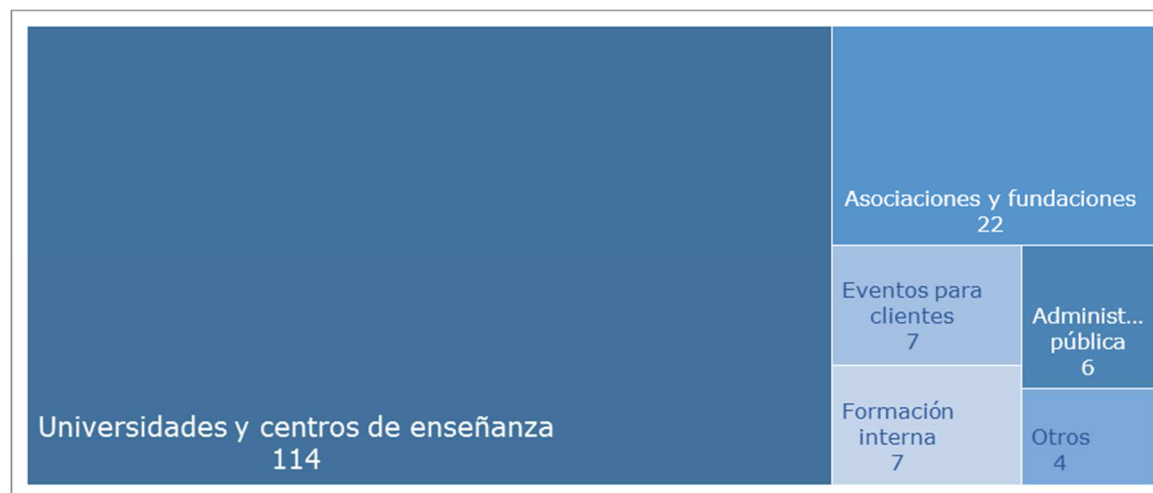 Universidades y centros de enseñanza
114
Asociaciones y fundaciones
22
Eventos para
clientes
7
Formación
interna
7
Administ...
pública
6
Otros
4